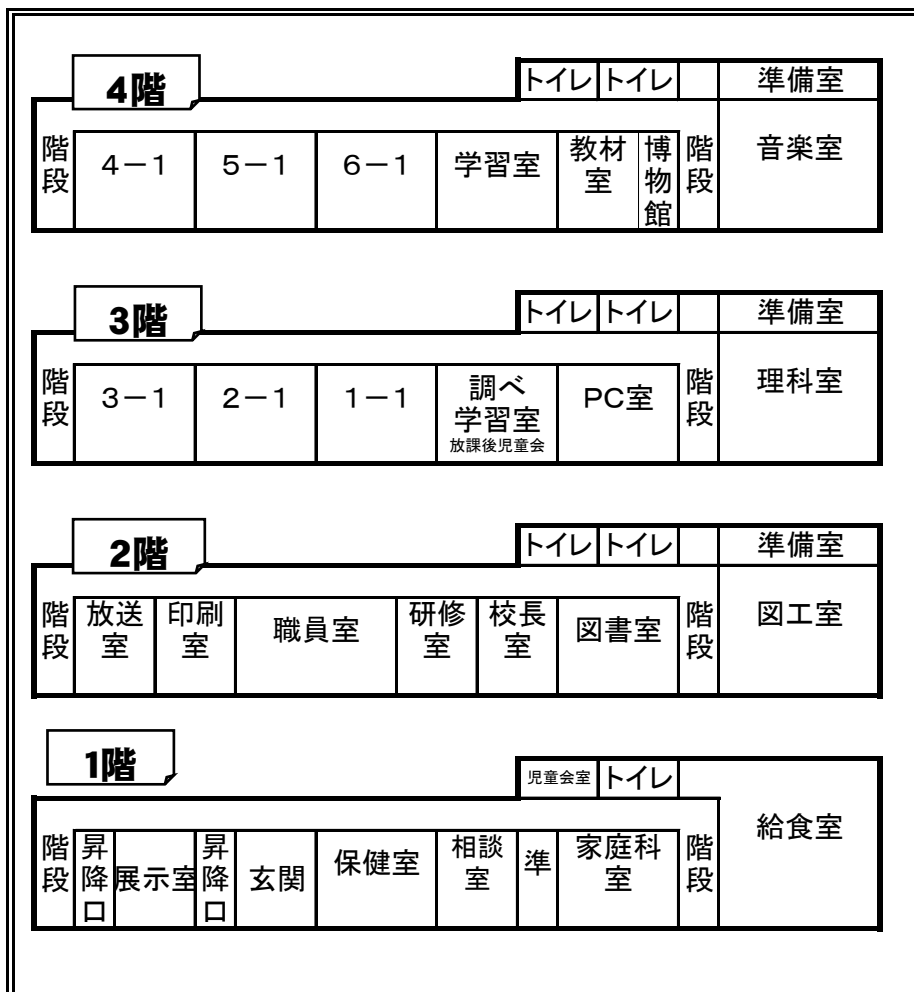 4階
トイレ トイレ 準備室
階段 4－1 5－1 6－1 学習室 教材室 博物館 階段 音楽室
3階
トイレ トイレ 準備室
階段 3－1 2－1 1－1 調べ学習室 放課後児童会 PC室 階段 理科室
2階
トイレ トイレ 準備室
階段 放送室 印刷室 職員室 研修室 校長室 図書室 階段 図工室
1階
児童会室 トイレ
階段 昇降口 展示室 昇降口 玄関 保健室 相談室 準 家庭科室 階段 給食室